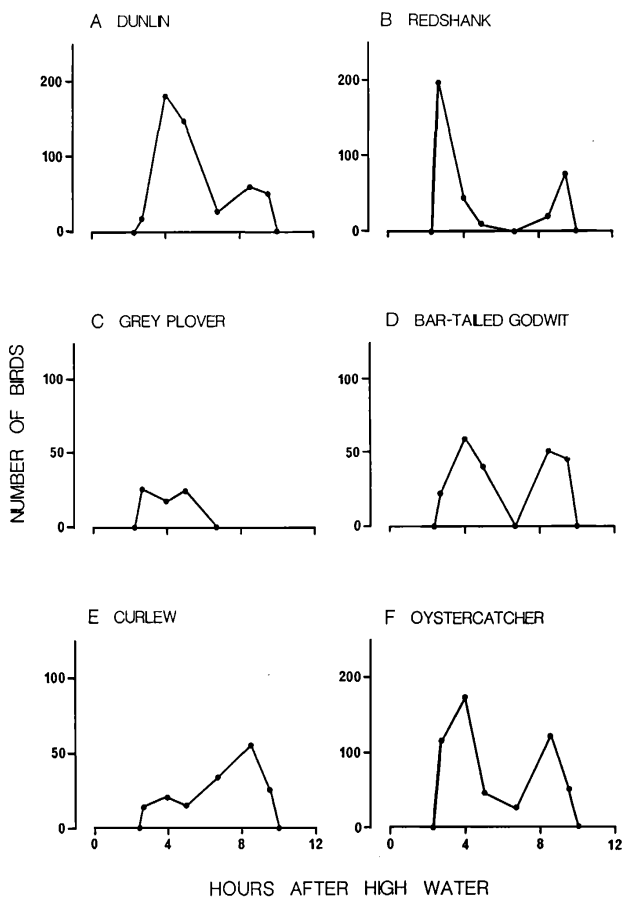 A DUNLIN
B REDSHANK
200
100
0
200
100
0
C GREY PLOVER
D BAR-TAILED GODWIT
100
50
0
100
50
0
NUMBER OF BIRDS
E CURLEW
F OYSTERCATCHER
100
50
0
200
100
0
0 4 8 12
0 4 8 12
HOURS AFTER HIGH WATER